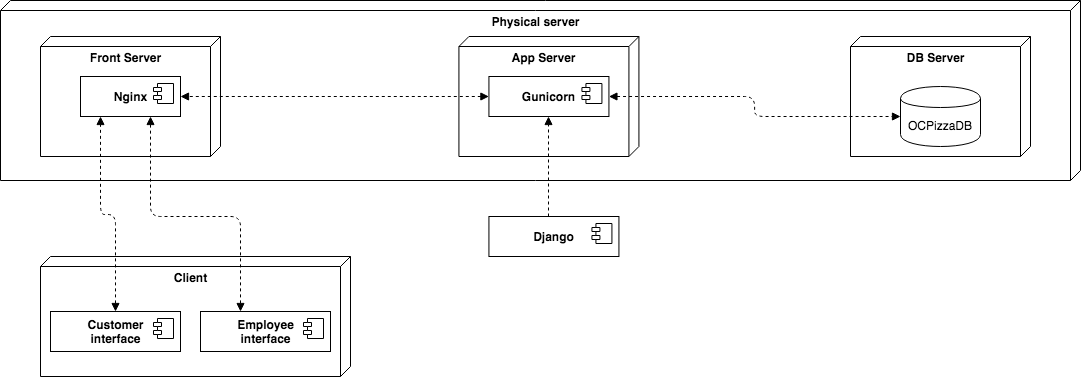 Physical server
Front Server
App Server
DB Server
Nginx
Gunicorn
OCPizzaDB
Django
Client
Customer
interface
Employee
interface